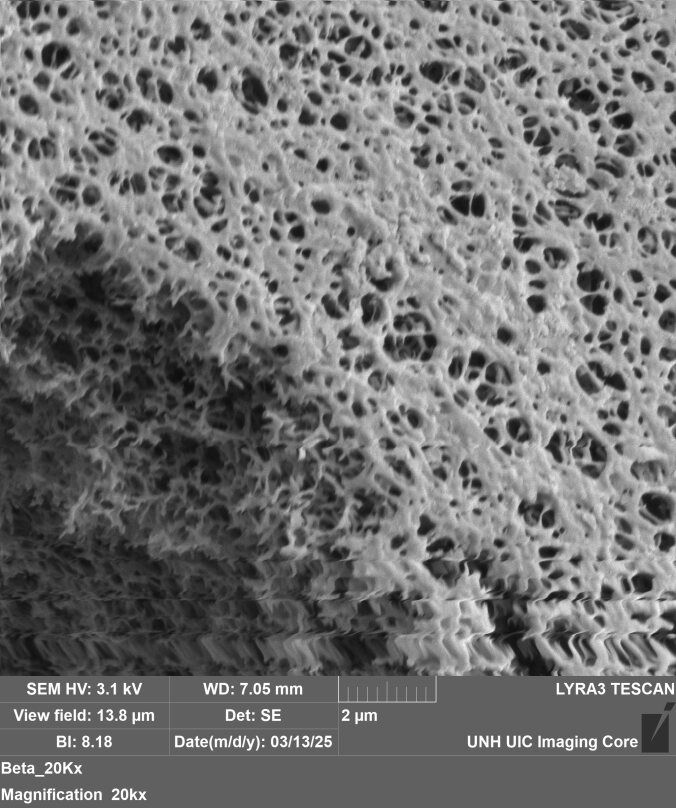 SEM HV: 3.1 kV WD: 7.05 mm LYRA3 TESCAN
View field: 13.8 µm Det: SE 2 µm
BI: 8.18 Date(m/d/y): 03/13/25 UNH UIC Imaging Core
Beta_20Kx
Magnification 20kx